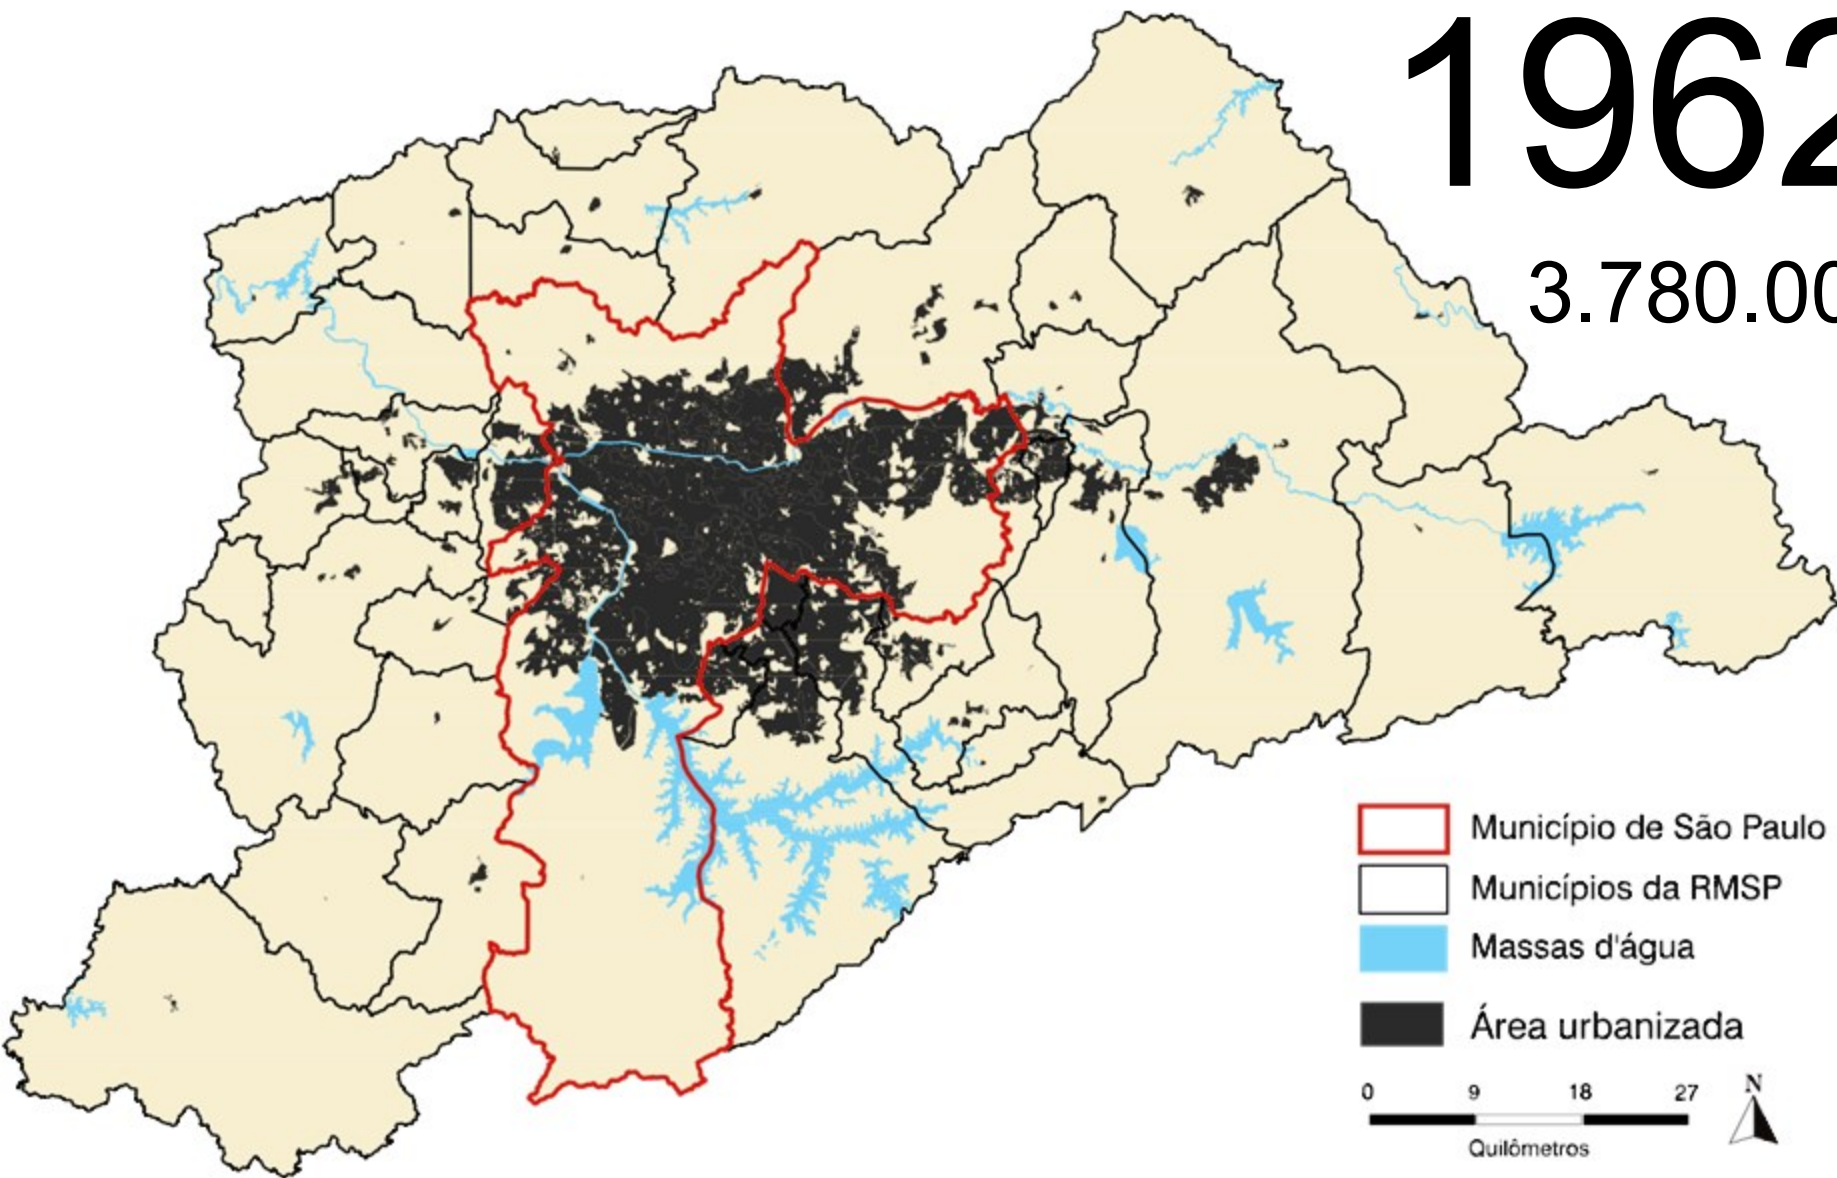 1962
3.780.00
Município de São Paulo
Municípios da RMSP
Massas d'água
Área urbanizada
0 9 18 27
Quilômetros
N